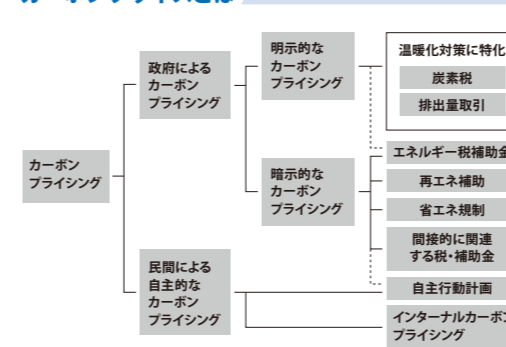 カーボンプライスとは
カーボン
プライシング
政府による
カーボン
プライシング
民間による
自主的な
カーボン
プライシング
明示的な
カーボン
プライシング
暗示的な
カーボン
プライシング
温暖化対策に特化
炭素税
排出量取引
エネルギー税補助金
再エネ補助
省エネ規制
間接的に関連
する税・補助金
自主行動計画
インターナルカーボン
プライシング